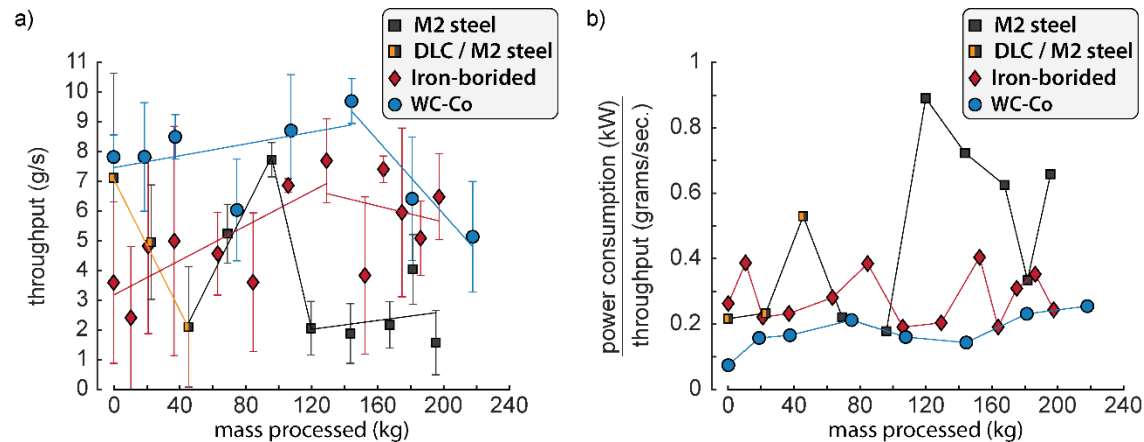 a)
M2 steel
DLC / M2 steel
Iron-borided
WC-Co
throughput (g/s)
11
10
9
8
7
6
5
4
3
2
1
0
0 40 80 120 160 200 240
mass processed (kg)
b)
M2 steel
DLC / M2 steel
Iron-borided
WC-Co
power consumption (kW)
throughput (grams/sec.)
1
0.8
0.6
0.4
0.2
0
0 40 80 120 160 200 240
mass processed (kg)